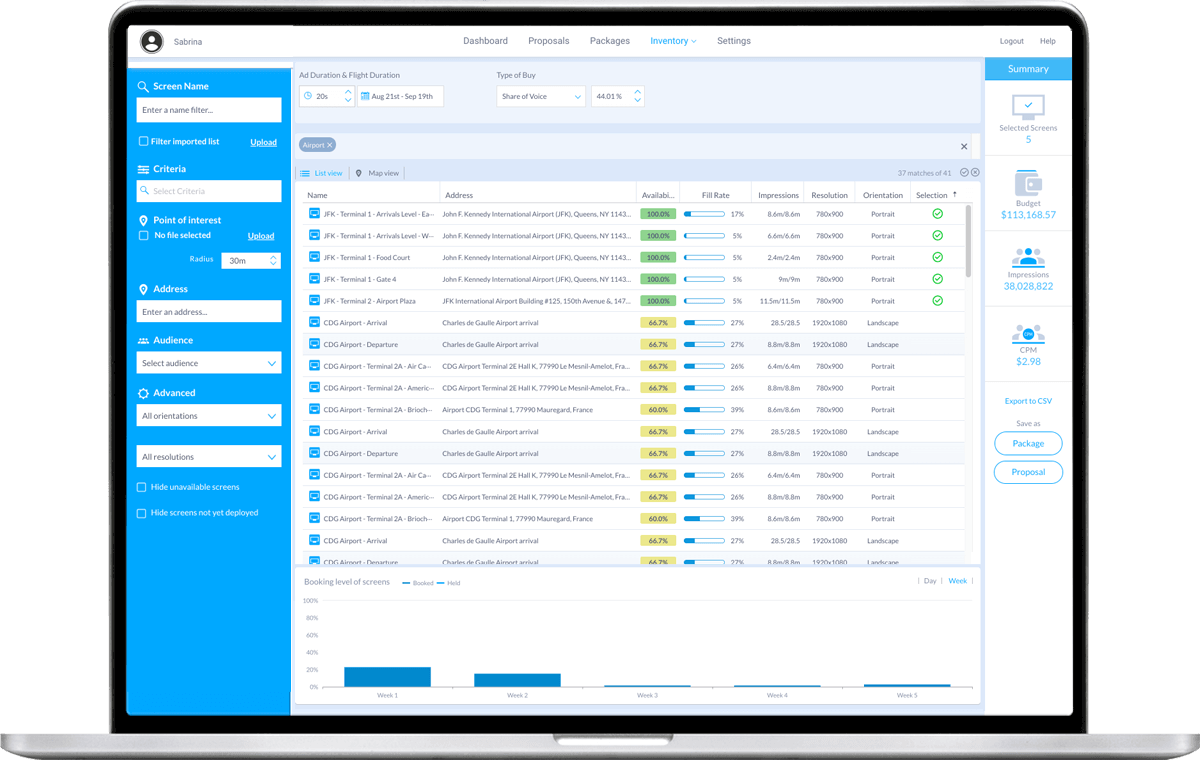 Sabrina
Dashboard Proposals Packages Inventory Settings
Logout Help
Screen Name
Enter a name filter...
Filter imported list Upload
Criteria
Select Criteria
Point of interest
No file selected Upload
Radius 30m
Address
Enter an address...
Audience
Select audience
Advanced
All orientations
All resolutions
Hide unavailable screens
Hide screens not yet deployed
Ad Duration & Flight Duration Type of Buy
20s Aug 21st - Sep 19th Share of Voice 44.01 %
Airport ✕ ✕
List view Map view 37 matches of 41
Name Address Availabi... Fill Rate Impressions Resolution Orientation Selection ↑
JFK - Terminal 1 - Arrivals Level - Ea... John F. Kennedy International Airport (JFK), Queens, NY 1143... 100.0% 17% 8.6m/8.6m 780x900 Portrait
JFK - Terminal 1 - Arrivals Level - W... John F. Kennedy International Airport (JFK), Queens, NY 1143... 100.0% 5% 6.6m/6.6m 780x900 Portrait
JFK - Terminal 1 - Food Court John F. Kennedy International Airport (JFK), Queens, NY 1143... 100.0% 5% 2.4m/2.4m 780x900 Portrait
JFK - Terminal 1 - Gate 4 John F. Kennedy International Airport (JFK), Queens, NY 1143... 100.0% 5% 9m/9m 780x900 Portrait
JFK - Terminal 2 - Airport Plaza JFK International Airport Building #125, 150th Avenue &, 147... 100.0% 5% 11.5m/11.5m 780x900 Portrait
CDG Airport - Arrival Charles de Gaulle Airport arrival 66.7% 27% 28.5/28.5 1920x1080 Landscape
CDG Airport - Departure Charles de Gaulle Airport arrival 66.7% 27% 8.8m/8.8m 1920x1080 Landscape
CDG Airport - Terminal 2A - Air Ca... CDG Airport Terminal 2E Hall K, 77990 Le Mesnil-Amelot, Fra... 66.7% 26% 6.4m/6.4m 780x900 Portrait
CDG Airport - Terminal 2A - Americ... CDG Airport Terminal 2E Hall K, 77990 Le Mesnil-Amelot, Fra... 66.7% 26% 8.8m/8.8m 780x900 Portrait
CDG Airport - Terminal 2A - Brioch... Airport CDG Terminal 1, 77990 Mauregard, France 60.0% 39% 8.6m/8.6m 780x900 Portrait
CDG Airport - Arrival Charles de Gaulle Airport arrival 66.7% 27% 28.5/28.5 1920x1080 Landscape
CDG Airport - Departure Charles de Gaulle Airport arrival 66.7% 27% 8.8m/8.8m 1920x1080 Landscape
CDG Airport - Terminal 2A - Air Ca... CDG Airport Terminal 2E Hall K, 77990 Le Mesnil-Amelot, Fra... 66.7% 26% 6.4m/6.4m 780x900 Portrait
CDG Airport - Terminal 2A - Americ... CDG Airport Terminal 2E Hall K, 77990 Le Mesnil-Amelot, Fra... 66.7% 26% 8.8m/8.8m 780x900 Portrait
CDG Airport - Terminal 2A - Brioch... Airport CDG Terminal 1, 77990 Mauregard, France 60.0% 39% 8.6m/8.6m 780x900 Portrait
CDG Airport - Arrival Charles de Gaulle Airport arrival 66.7% 27% 28.5/28.5 1920x1080 Landscape
CDG Airport - Departure Charles de Gaulle Airport arrival 66.7% 27% 8.8m/8.8m 1920x1080 Landscape
Booking level of screens Booked Held Day Week
100%
80%
60%
40%
20%
0%
Week 1 Week 2 Week 3 Week 4 Week 5
Summary
Selected Screens
5
Budget
$113,168.57
Impressions
38,028,822
CPM
CPM
$2.98
Export to CSV
Save as
Package
Proposal